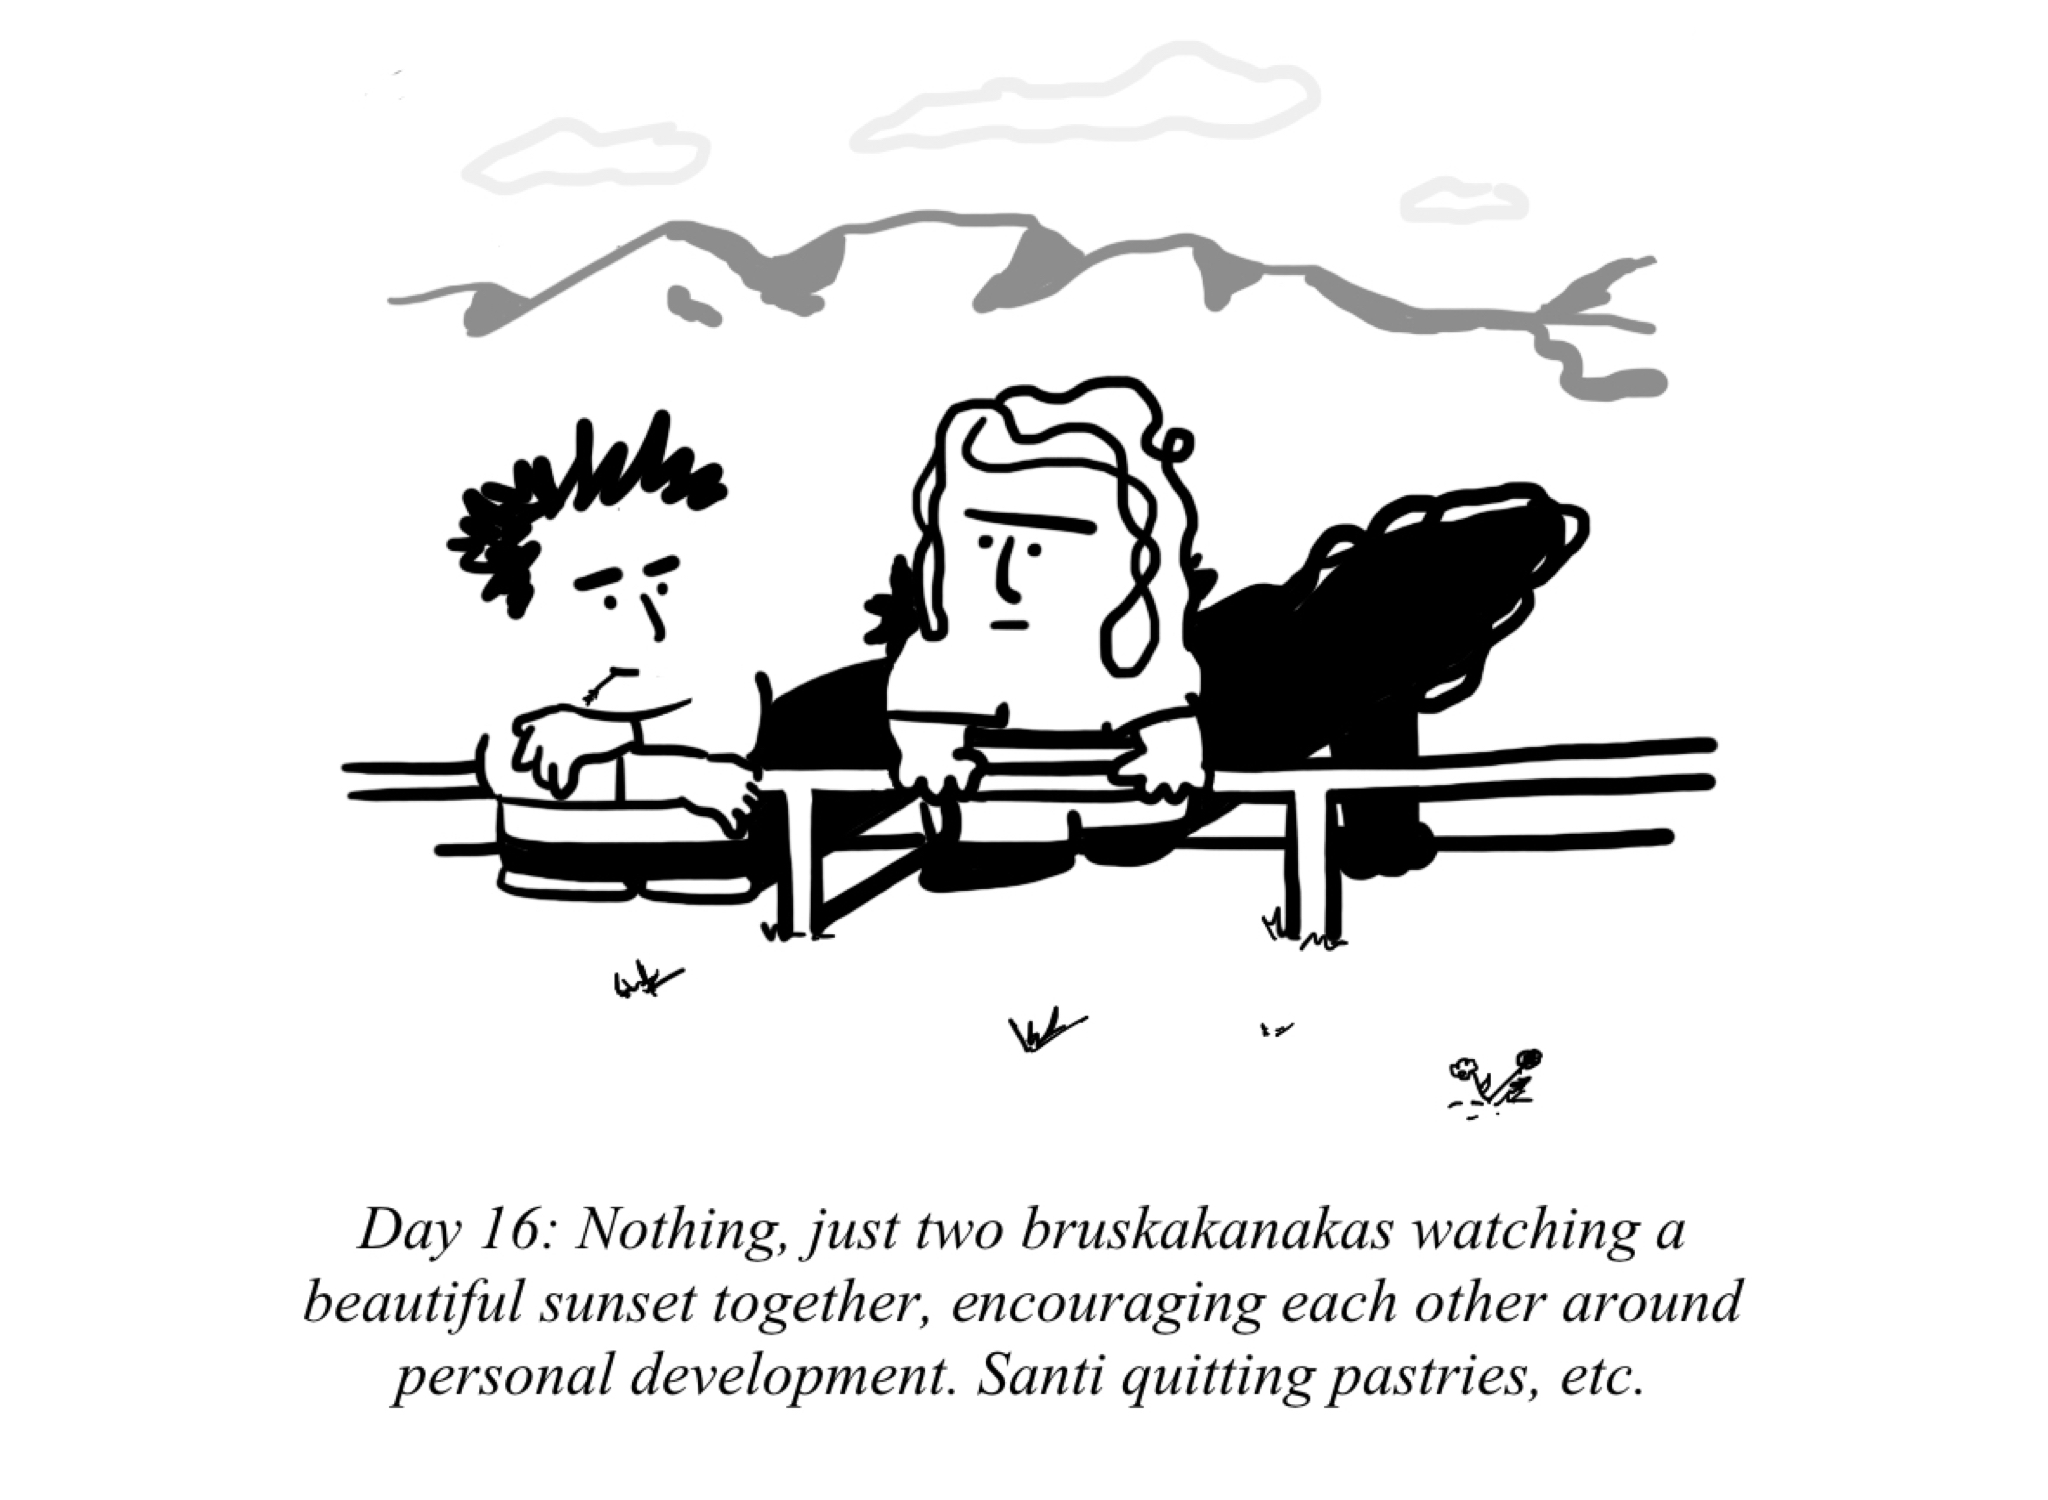 Day 16: Nothing, just two bruskakanakas watching a
beautiful sunset together, encouraging each other around
personal development. Santi quitting pastries, etc.